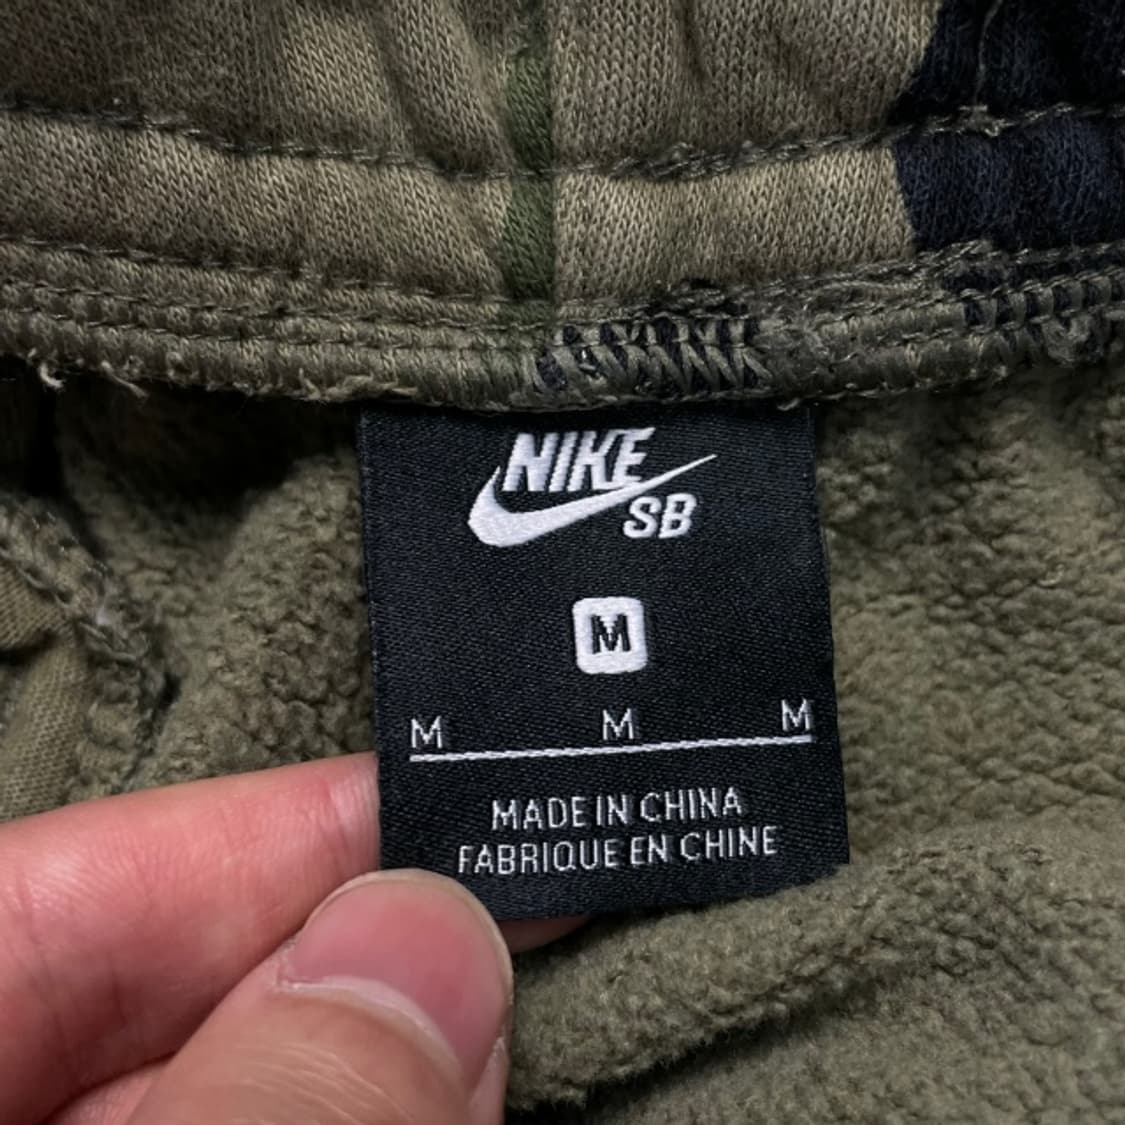 NIKE
SB
M
M M M
MADE IN CHINA
FABRIQUE EN CHINE